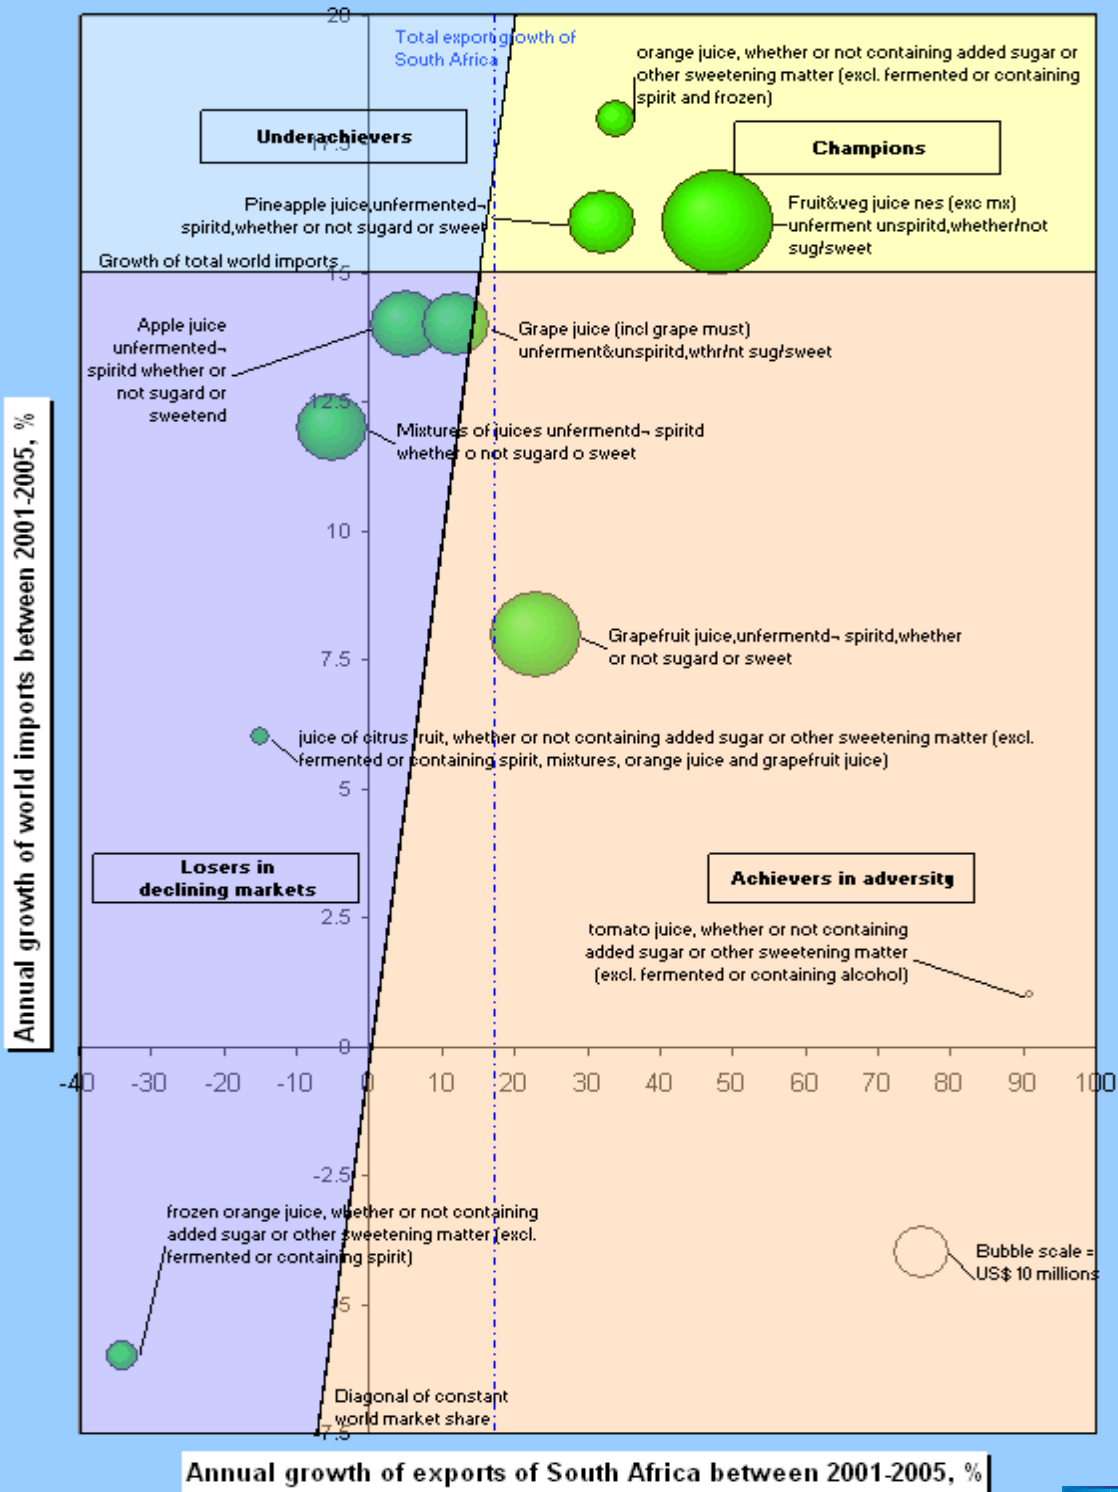 20
Total export growth of
South Africa
orange juice, whether or not containing added sugar or
other sweetening matter (excl. fermented or containing
spirit and frozen)
Underachievers
17.5
Champions
Pineapple juice,unfermented¬
spiritd,whether or not sugard or sweet
Fruit&veg juice nes (exc mx)
unferment unspiritd,whether/not
sug/sweet
Growth of total world imports
15
Apple juice
unfermented¬
spiritd whether or
not sugard or
sweetend
Grape juice (incl grape must)
unferment&unspiritd,wthr/nt sug/sweet
12.5
Mixtures of juices unfermentd¬ spiritd
whether o not sugard o sweet
10
Grapefruit juice,unfermentd¬ spiritd,whether
or not sugard or sweet
7.5
juice of citrus fruit, whether or not containing added sugar or other sweetening matter (excl.
fermented or containing spirit, mixtures, orange juice and grapefruit juice)
5
Losers in
declining markets
Achievers in adversity
2.5
tomato juice, whether or not containing
added sugar or other sweetening matter
(excl. fermented or containing alcohol)
0
-40 -30 -20 -10 0 10 20 30 40 50 60 70 80 90 100
-2.5
frozen orange juice, whether or not containing
added sugar or other sweetening matter (excl.
fermented or containing spirit)
Bubble scale =
US$ 10 millions
-5
Diagonal of constant
world market share
-7.5
Annual growth of world imports between 2001-2005, %
Annual growth of exports of South Africa between 2001-2005, %